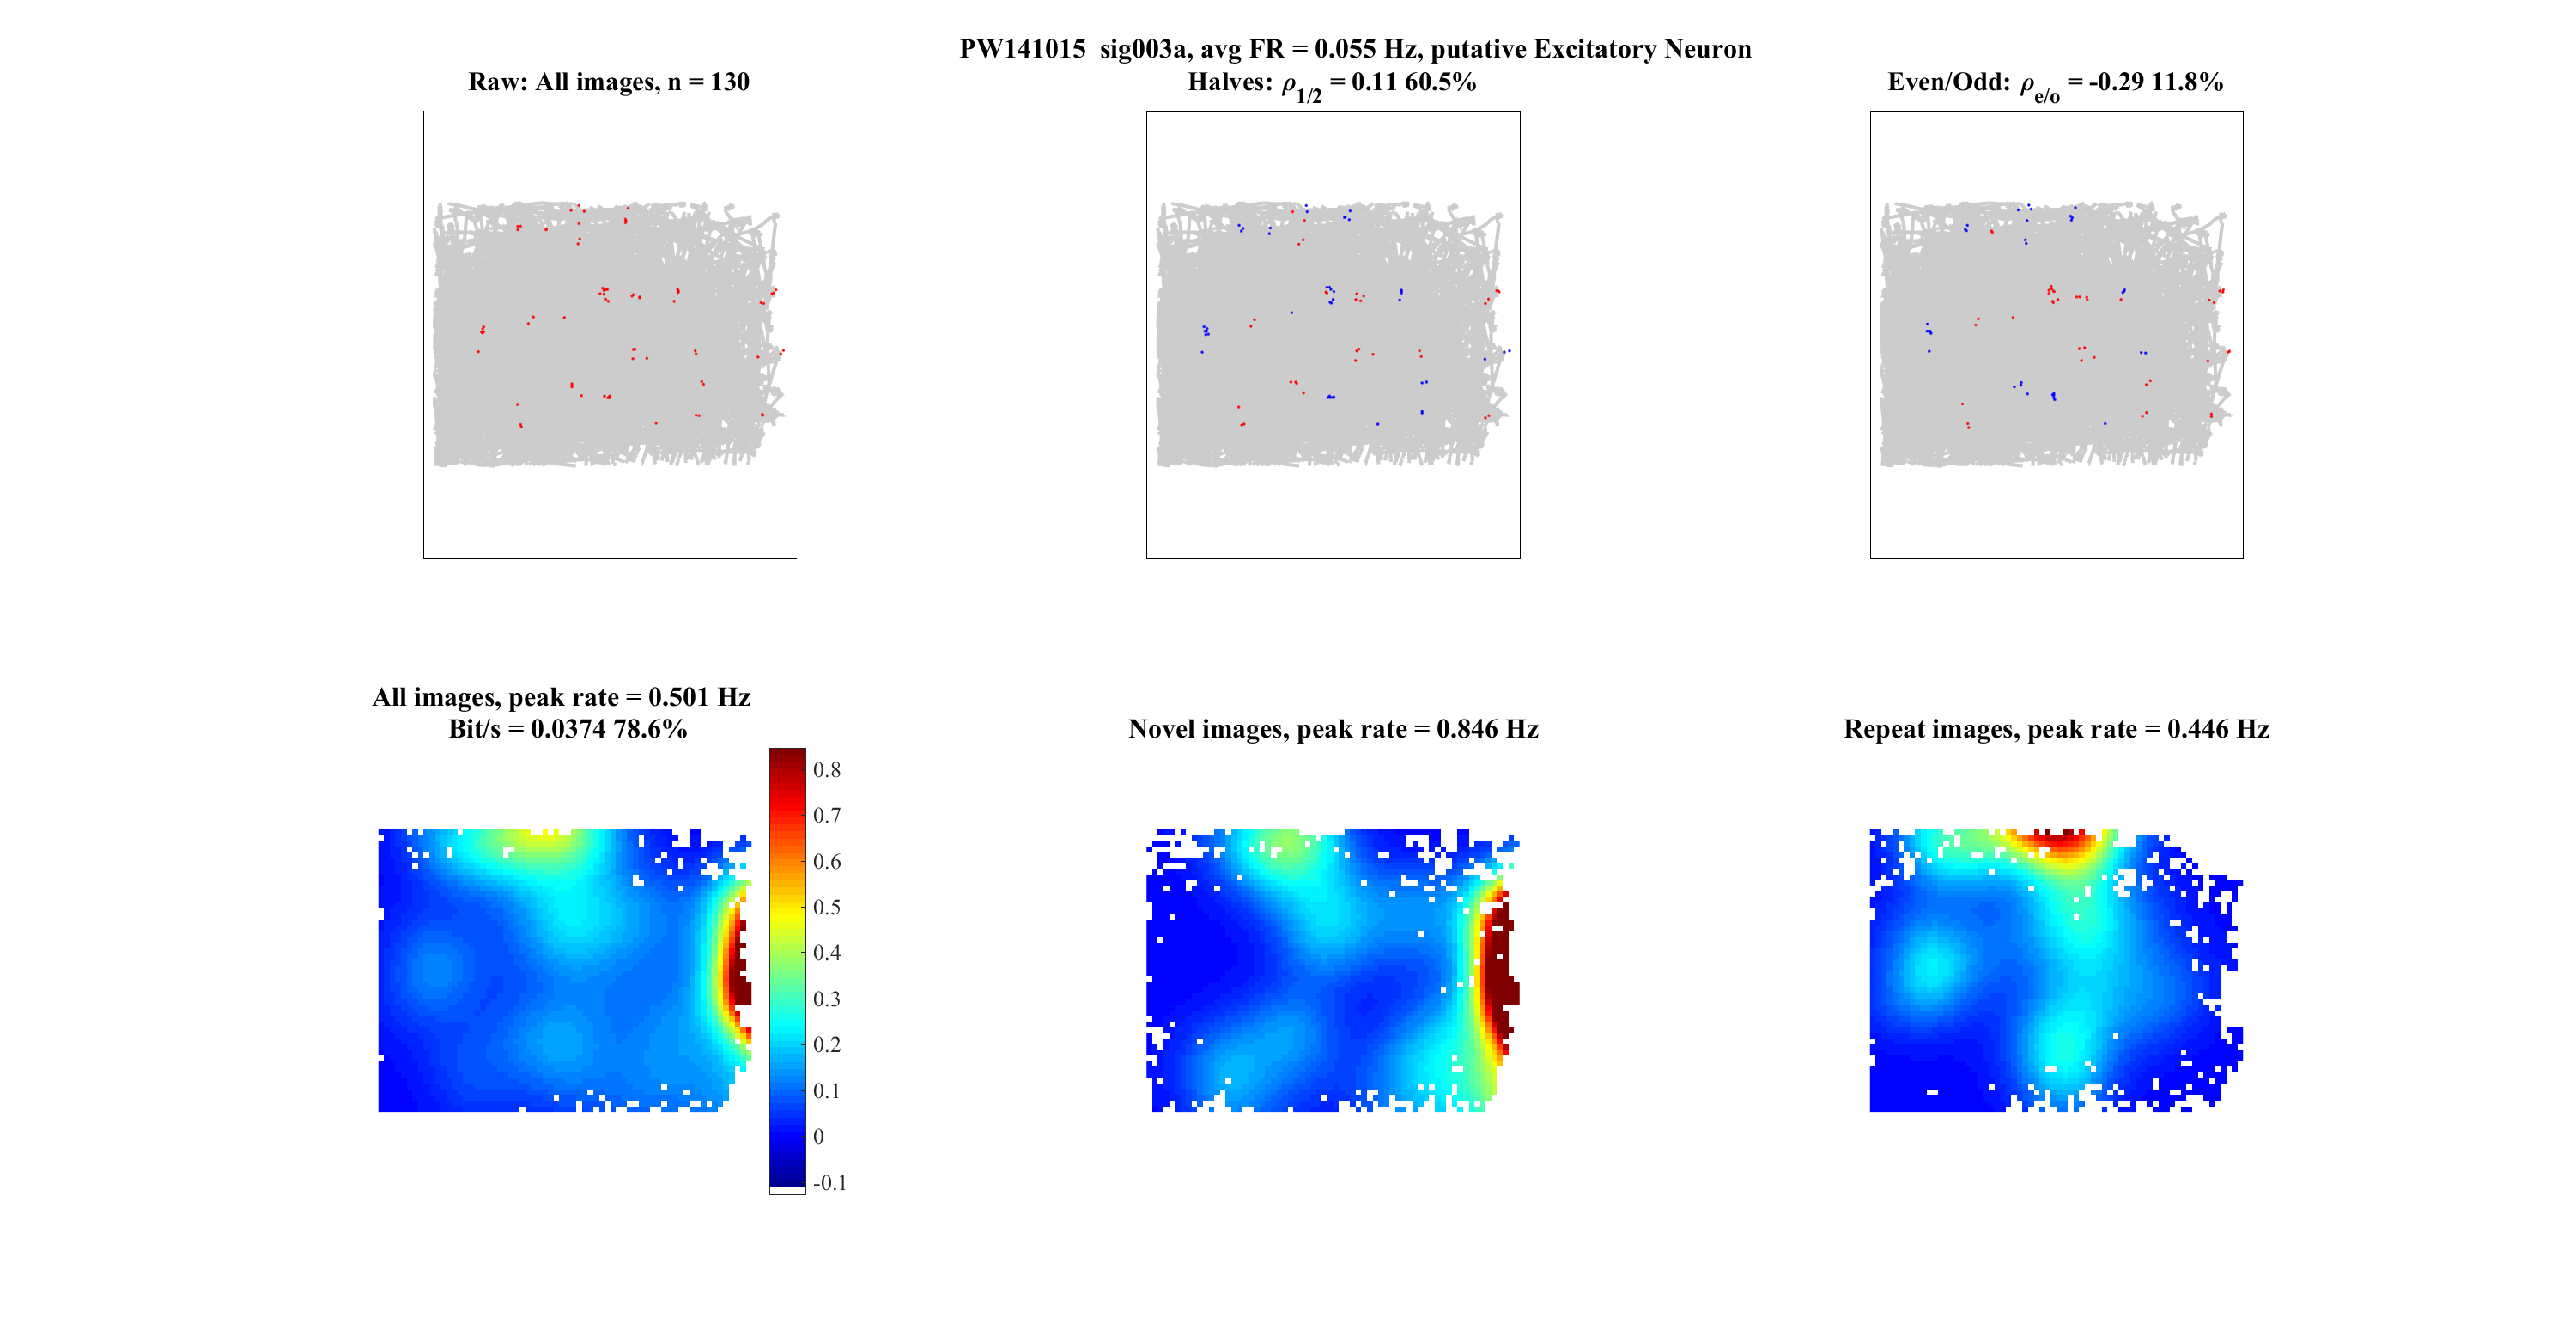 PW141015 sig003a, avg FR = 0.055 Hz, putative Excitatory Neuron
Raw: All images, n = 130
Halves: ρ1/2 = 0.11 60.5%
Even/Odd: ρe/o = -0.29 11.8%
All images, peak rate = 0.501 Hz
Bit/s = 0.0374 78.6%
Novel images, peak rate = 0.846 Hz
Repeat images, peak rate = 0.446 Hz
0.8
0.7
0.6
0.5
0.4
0.3
0.2
0.1
0
-0.1